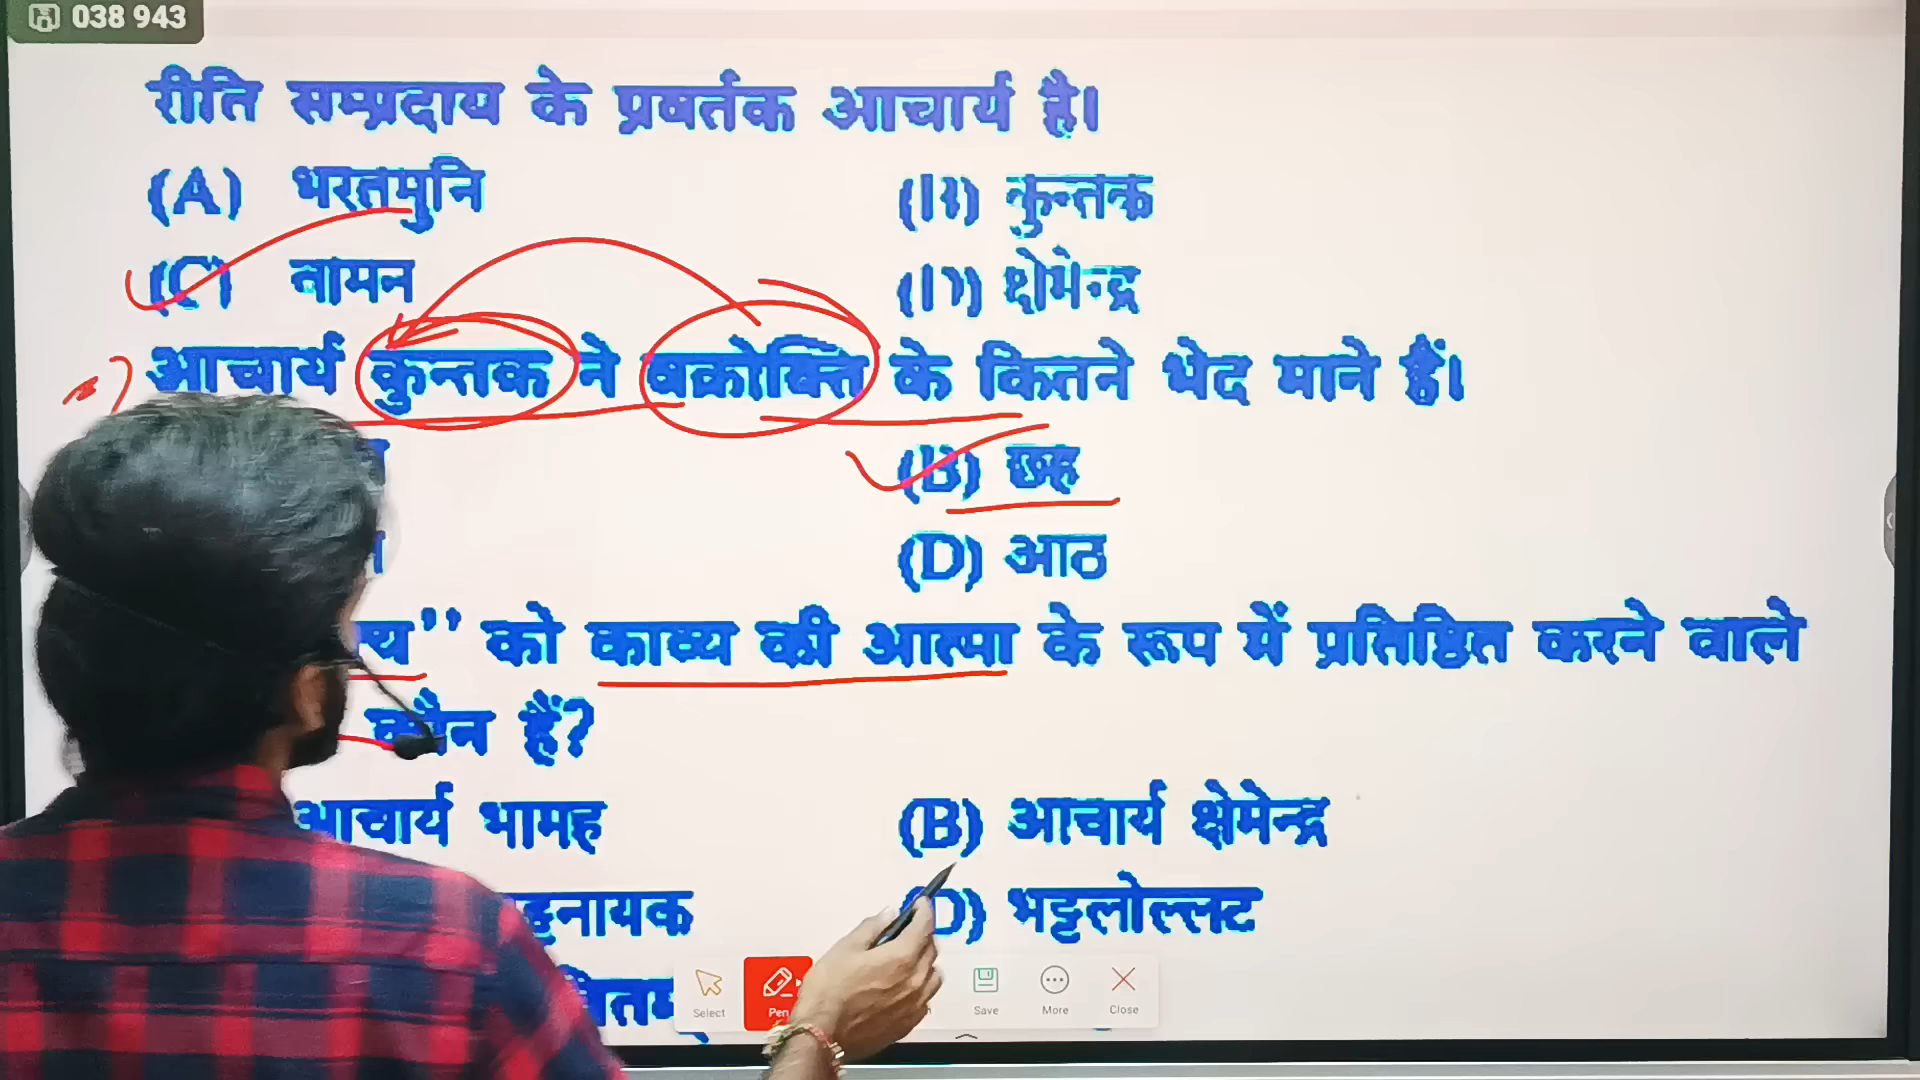 038 943
रीति सम्प्रदाय के प्रवर्तक आचार्य है।
(A) भरतमुनि (B) कुन्तक
(C) वामन (D) क्षेमेन्द्र
आचार्य कुन्तक ने वक्रोक्ति के कितने भेद माने हैं।
(B) छह
(D) आठ
को काव्य की आत्मा के रूप में प्रतिष्ठित करने वाले
कौन हैं?
आचार्य भामह (B) आचार्य क्षेमेन्द्र
(D) भट्टलोल्लट
Select Pen Save More Close